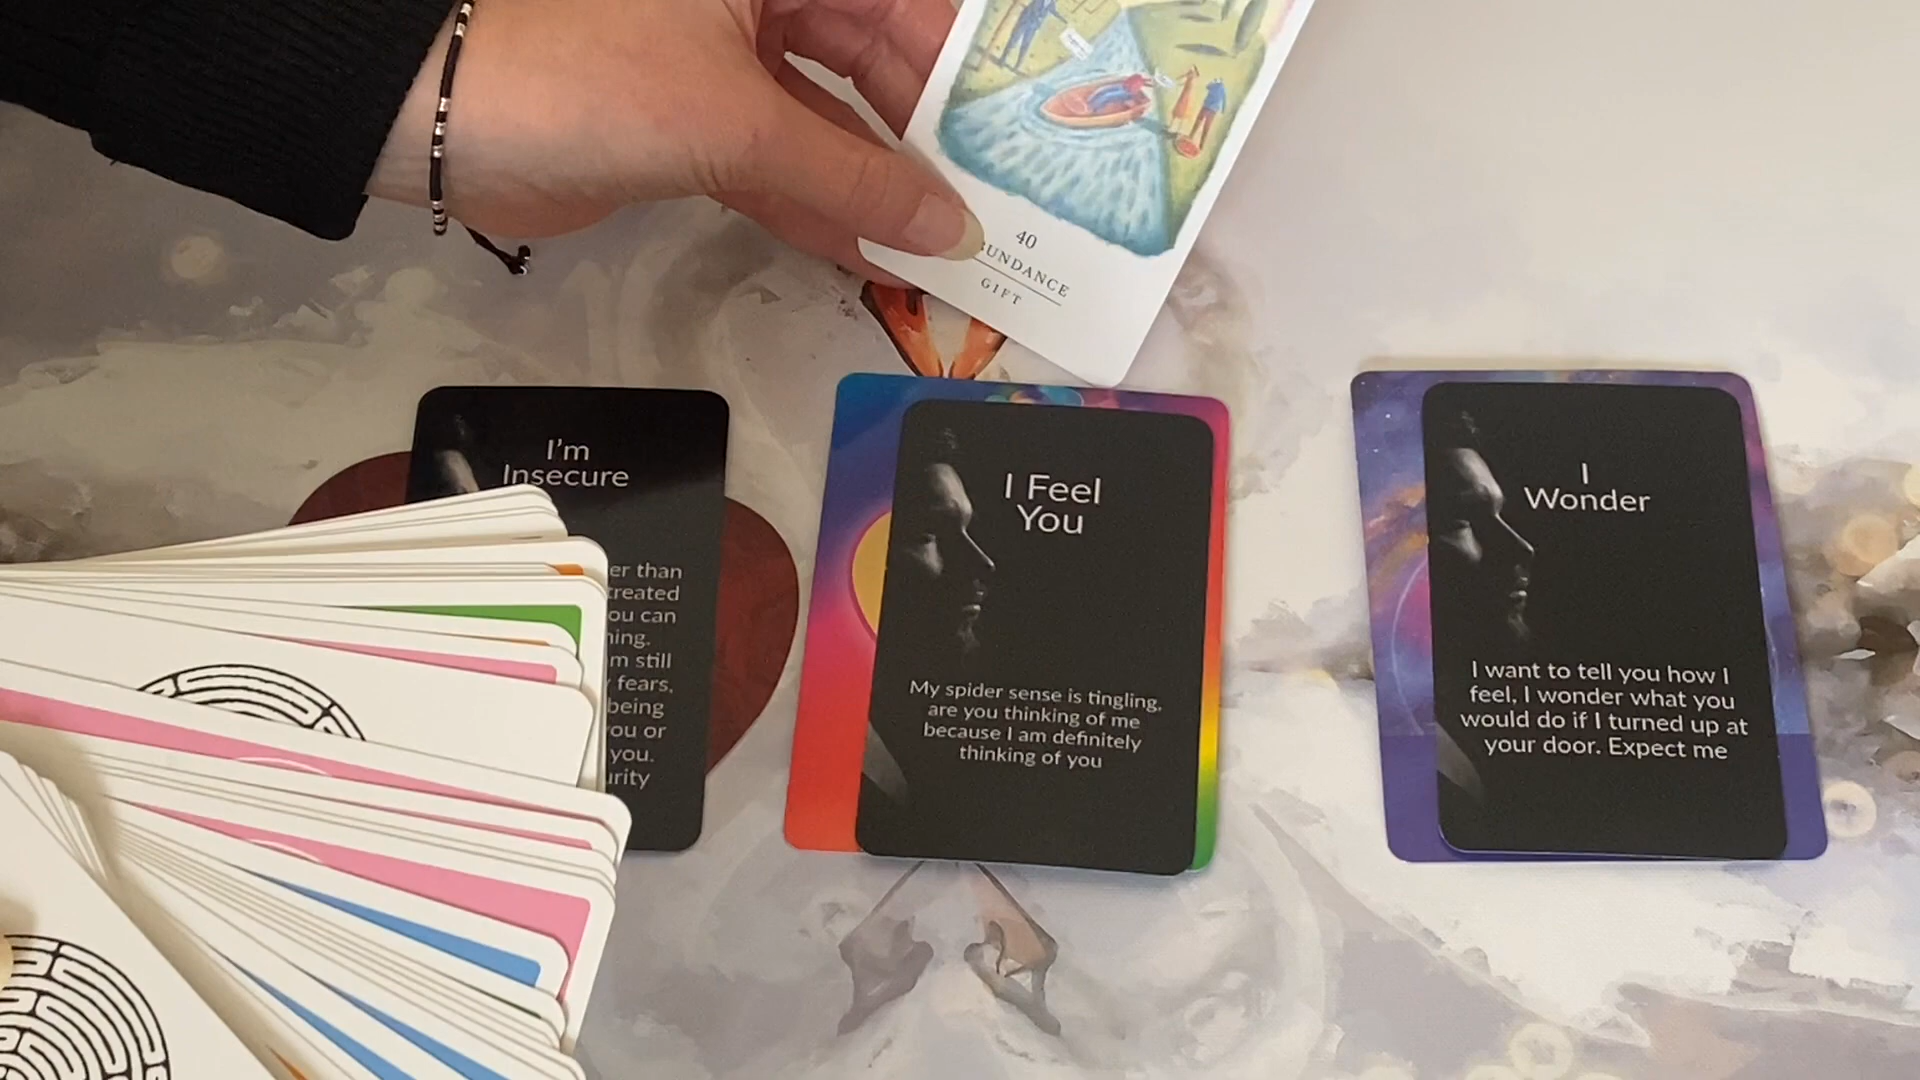 40
UNDANCE
GIFT
I'm
Insecure
er than
treated
ou can
ing.
m still
fears,
being
ou or
you.
urity
I Feel
You
My spider sense is tingling,
are you thinking of me
because I am definitely
thinking of you
I
Wonder
I want to tell you how I
feel, I wonder what you
would do if I turned up at
your door. Expect me